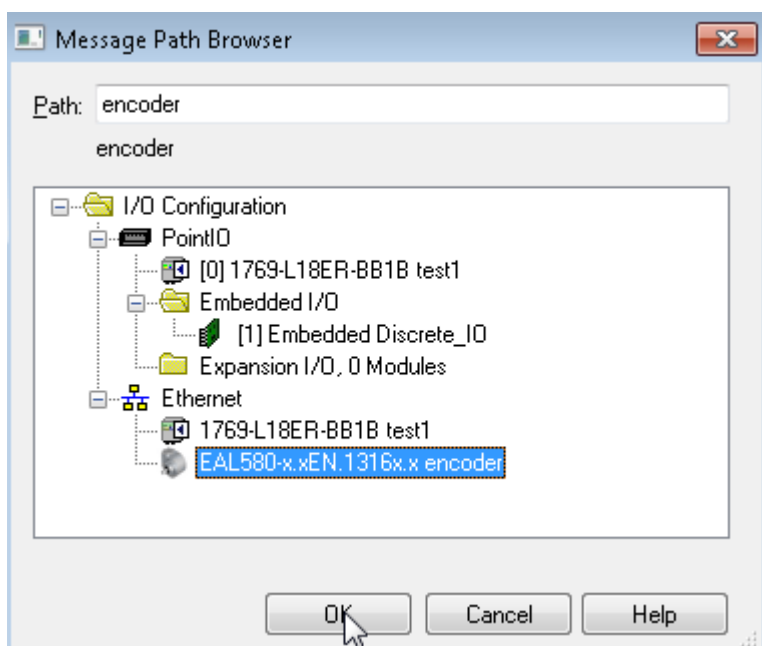 Message Path Browser
Path: encoder
encoder
I/O Configuration
PointIO
[0] 1769-L18ER-BB1B test1
Embedded I/O
[1] Embedded Discrete_IO
Expansion I/O, 0 Modules
Ethernet
1769-L18ER-BB1B test1
EAL580-x.xEN.1316x.x encoder
OK Cancel Help